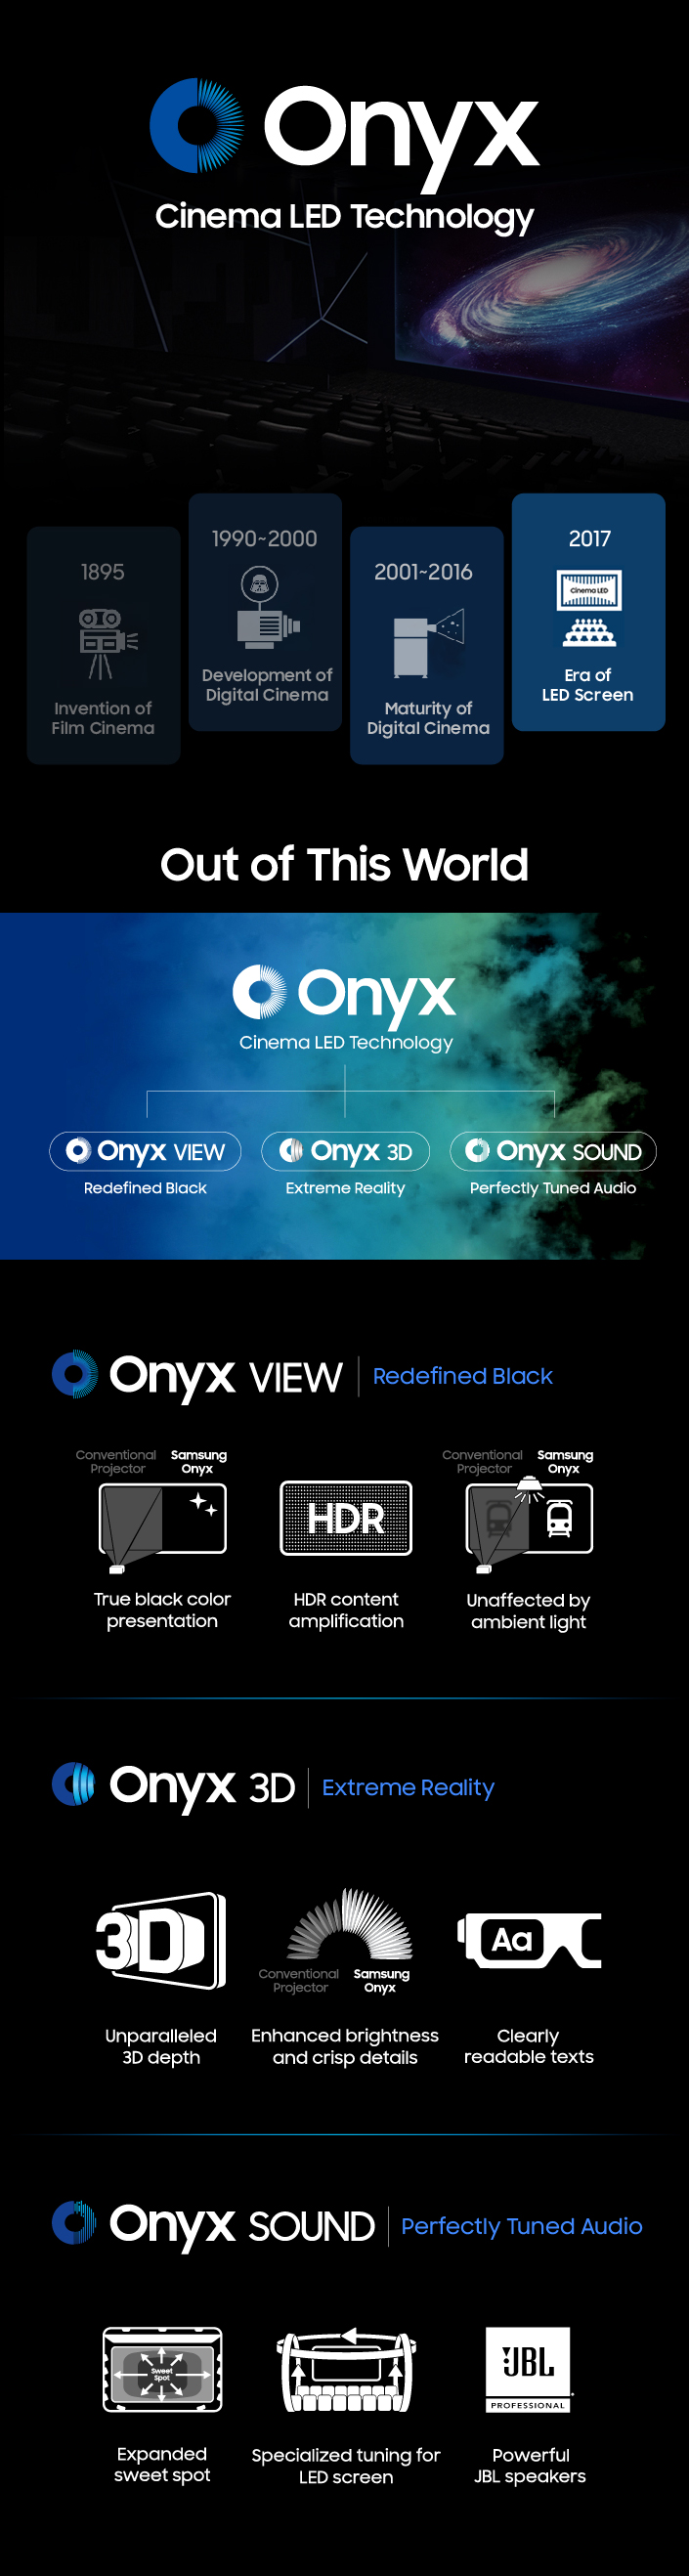 Onyx
Cinema LED Technology
1895
Invention of
Film Cinema
1990~2000
Development of
Digital Cinema
2001~2016
Maturity of
Digital Cinema
2017
Cinema LED
Era of
LED Screen
Out of This World
Onyx
Cinema LED Technology
Onyx VIEW
Redefined Black
Onyx 3D
Extreme Reality
Onyx SOUND
Perfectly Tuned Audio
Onyx VIEW
Redefined Black
Conventional
Projector
Samsung
Onyx
True black color
presentation
HDR
HDR content
amplification
Conventional
Projector
Samsung
Onyx
Unaffected by
ambient light
Onyx 3D
Extreme Reality
3D
Unparalleled
3D depth
Conventional
Projector
Samsung
Onyx
Enhanced brightness
and crisp details
Aa
Clearly
readable texts
Onyx SOUND
Perfectly Tuned Audio
Sweet
Spot
Expanded
sweet spot
Specialized tuning for
LED screen
JBL
PROFESSIONAL
Powerful
JBL speakers